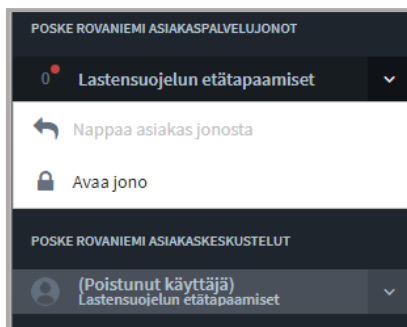 POSKE ROVANIEMI ASIAKASPALVELUJONOT
0 Lastensuojelun etätapaamiset
Nappaa asiakas jonosta
Avaa jono
POSKE ROVANIEMI ASIAKASKESKUSTELUT
(Poistunut käyttäjä)
Lastensuojelun etätapaamiset